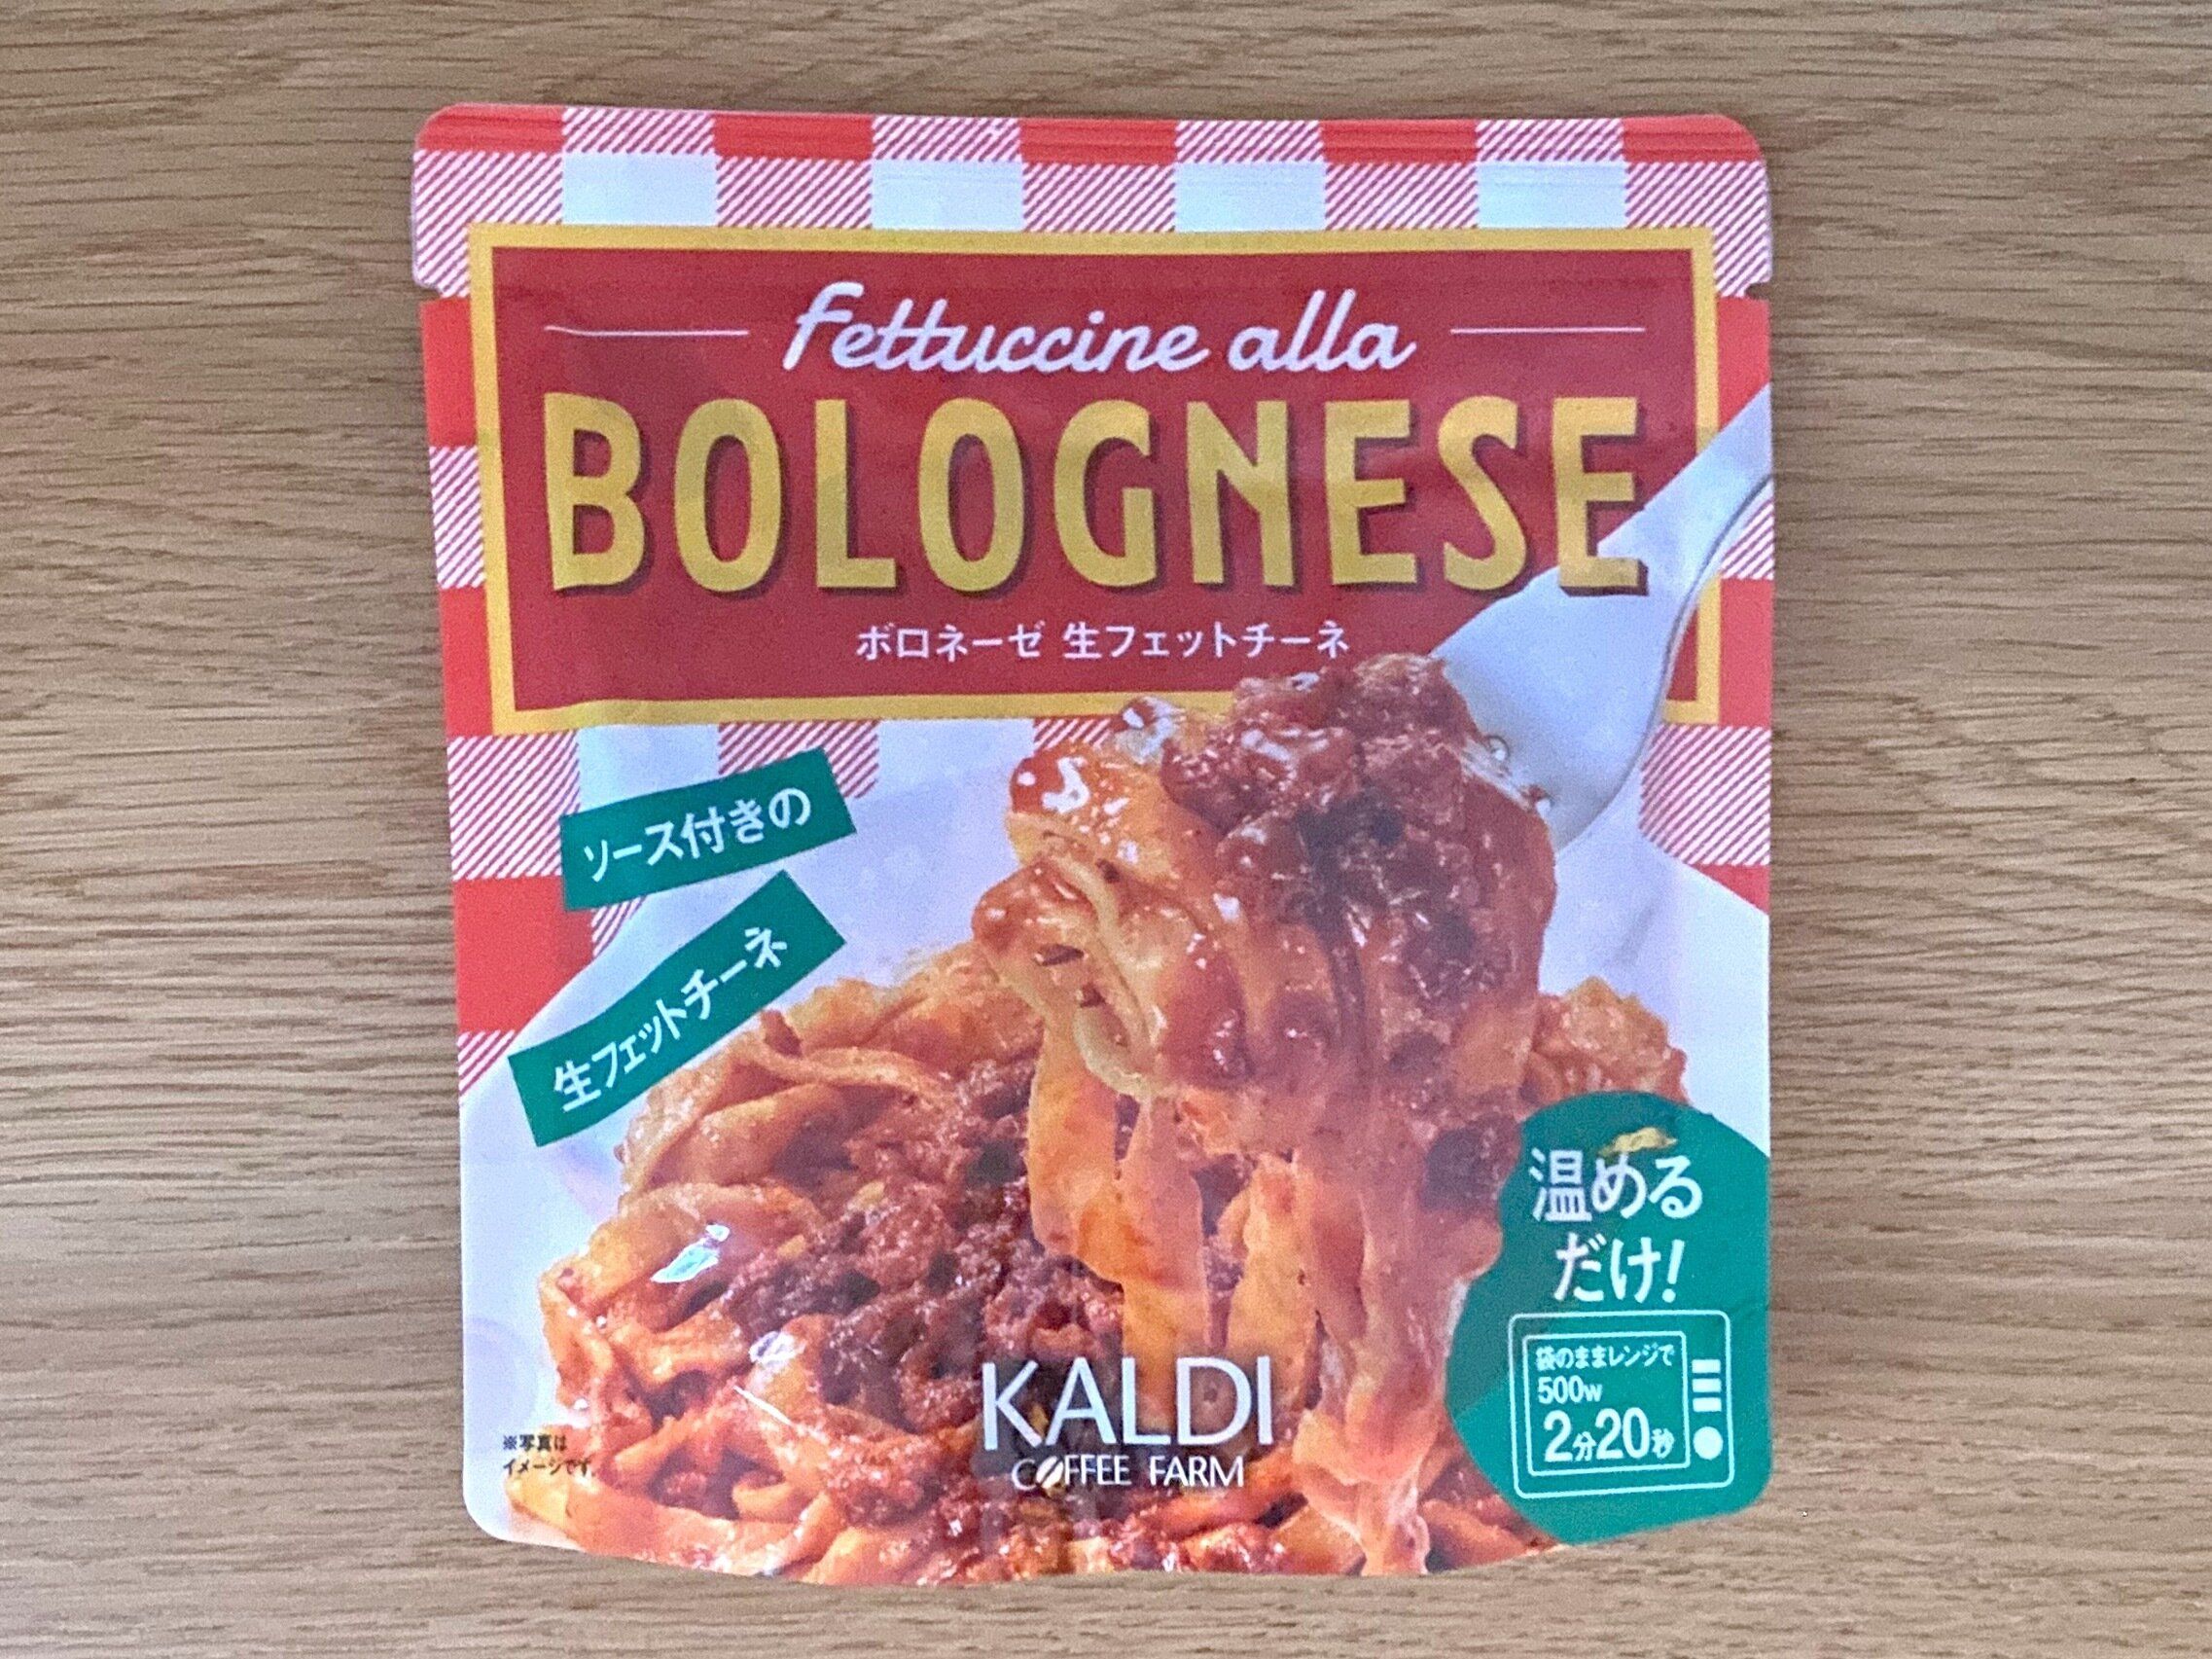 Fettuccine alla
BOLOGNESE
ボロネーゼ 生フェットチーネ
ソース付きの
生フェットチーネ
温める
だけ!
袋のままレンジで
500w
2分20秒
KALDI
COFFEE FARM
※写真は
イメージです。